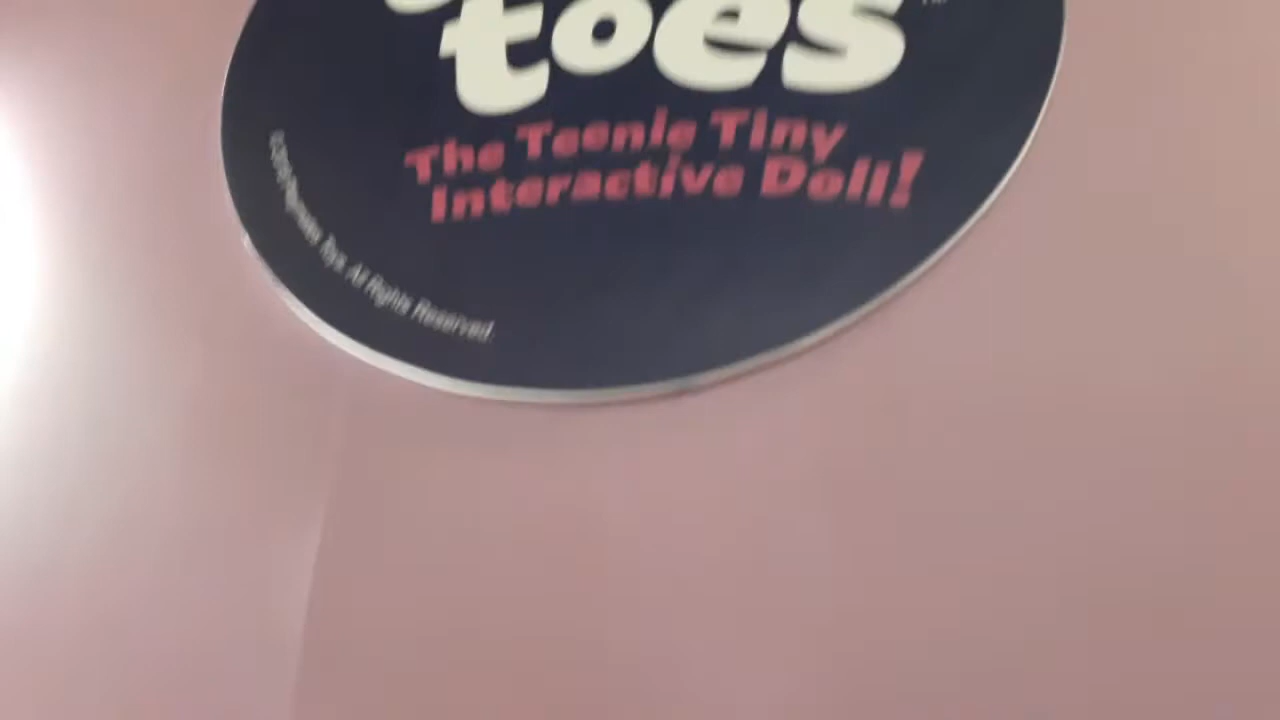 toes
The Teenie Tiny
Interactive Doll!
Toys. All Rights Reserved.